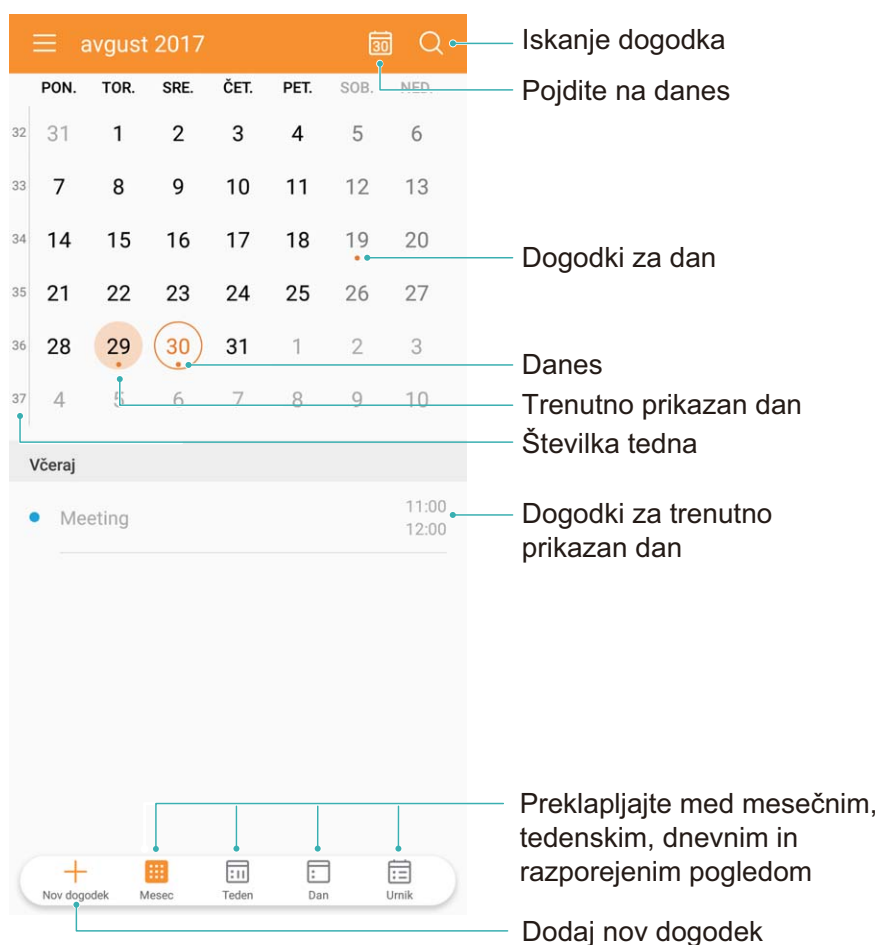 avgust 2017
30
Iskanje dogodka
Pojdite na danes
PON. TOR. SRE. ČET. PET. SOB. NED.
32 31 1 2 3 4 5 6
33 7 8 9 10 11 12 13
34 14 15 16 17 18 19 20
Dogodki za dan
35 21 22 23 24 25 26 27
36 28 29 30 31 1 2 3
Danes
Trenutno prikazan dan
37 4 5 6 7 8 9 10
Številka tedna
Včeraj
Meeting 11:00
12:00
Dogodki za trenutno
prikazan dan
Preklapljajte med mesečnim,
tedenskim, dnevnim in
razporejenim pogledom
Nov dogodek Mesec Teden Dan Urnik
Dodaj nov dogodek